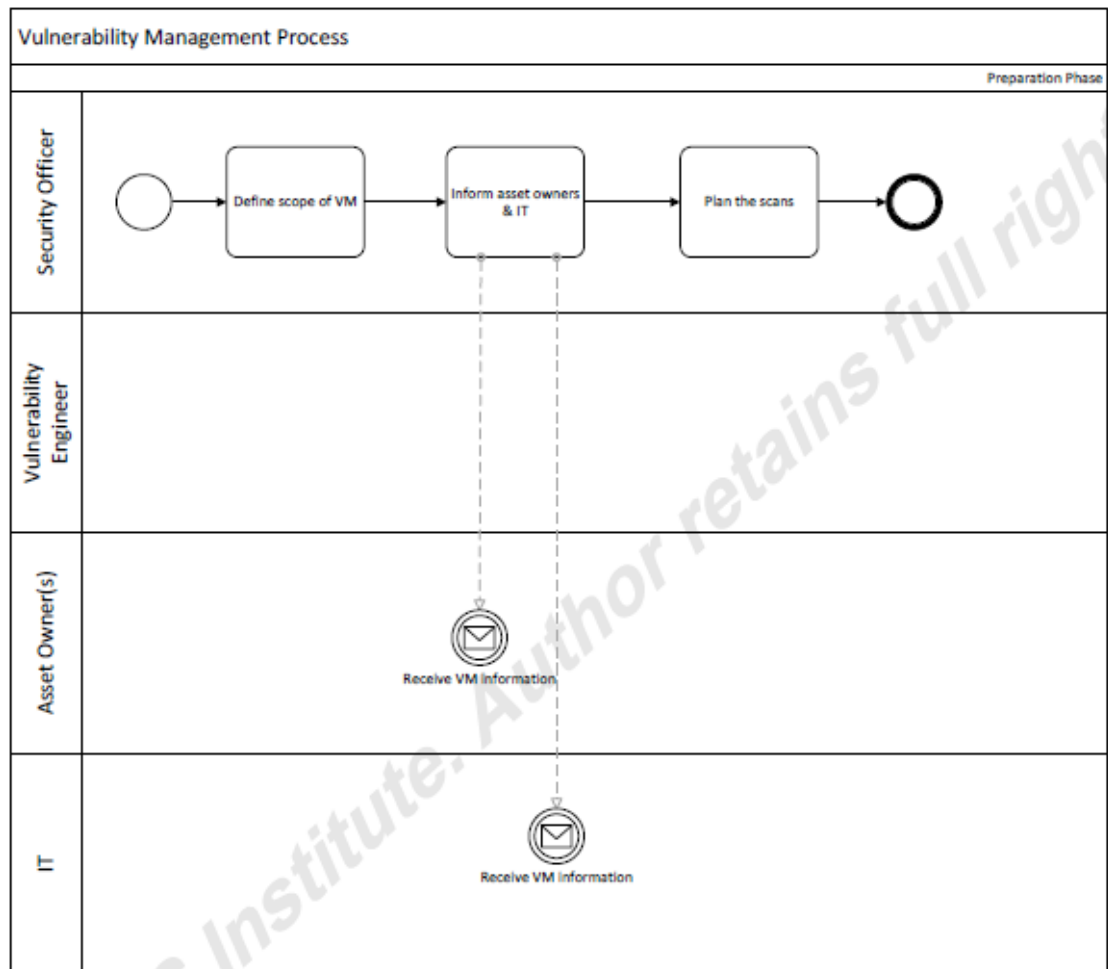 Vulnerability Management Process
Preparation Phase
Security Officer
Define scope of VM
Inform asset owners
& IT
Plan the scans
Vulnerability
Engineer
Asset Owner(s)
Receive VM Information
IT
Receive VM Information
Institute. Author retains full right